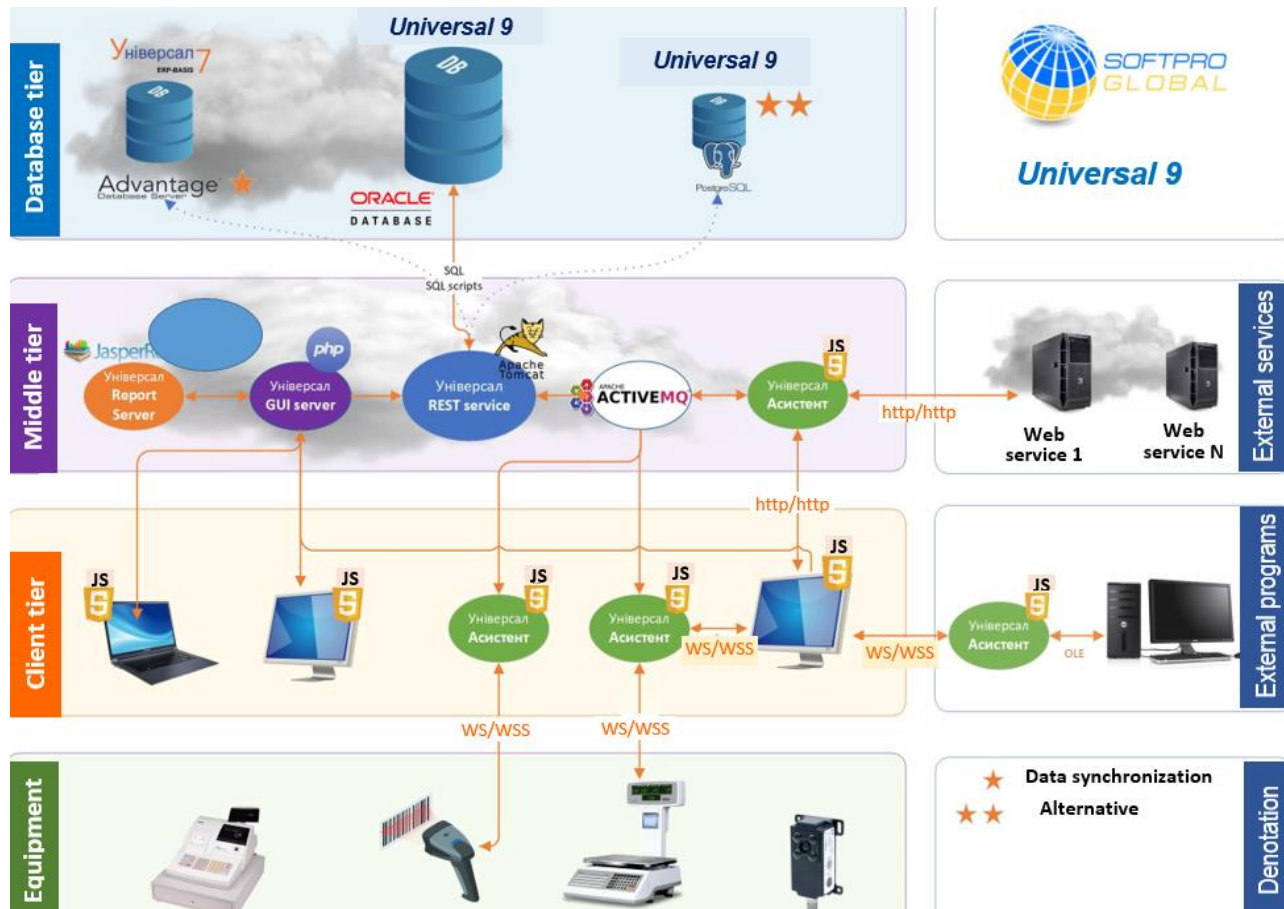 Universal 9
Універсал 7
ERP-BASIS
DB
DB
Advantage
Database Server
ORACLE
DATABASE
Universal 9
DB
PostgreSQL
Database tier
SOFTPRO
GLOBAL
Universal 9
SQL
SQL scripts
Middle tier
JasperRe
Універсал
Report
Server
php
Універсал
GUI server
Apache
Tomcat
Універсал
REST service
APACHE
ACTIVEMQ
JS
Універсал
Асистент
http/http
Web
service 1
Web
service N
External services
http/http
Client tier
JS
JS
JS
Універсал
Асистент
JS
Універсал
Асистент
WS/WSS
JS
WS/WSS
JS
Універсал
Асистент
OLE
External programs
WS/WSS
WS/WSS
Equipment
Data synchronization
Alternative
Denotation